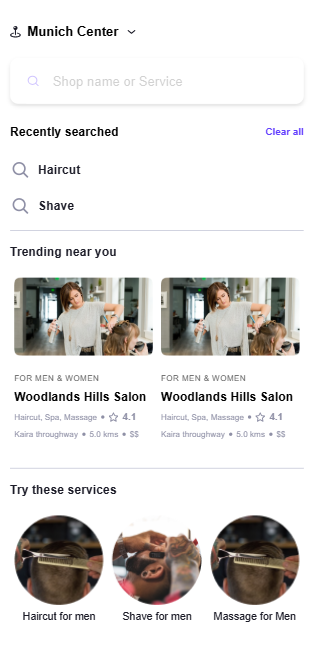 Munich Center
Shop name or Service
Recently searched
Clear all
Haircut
Shave
Trending near you
FOR MEN & WOMEN
Woodlands Hills Salon
Haircut, Spa, Massage • 4.1
Kaira throughway • 5.0 kms • $$
FOR MEN & WOMEN
Woodlands Hills Salon
Haircut, Spa, Massage • 4.1
Kaira throughway • 5.0 kms • $$
Try these services
Haircut for men
Shave for men
Massage for Men